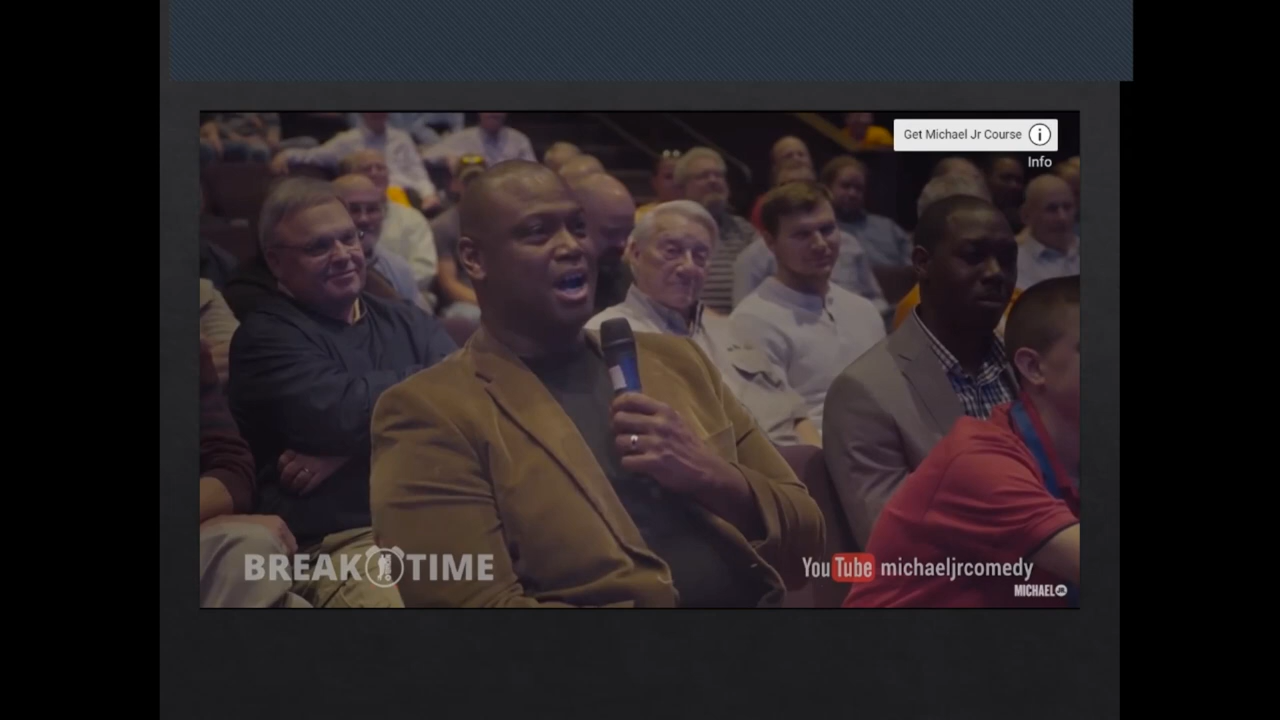 Get Michael Jr Course
Info
BREAK TIME
YouTube michaeljrcomedy
MICHAEL JR.